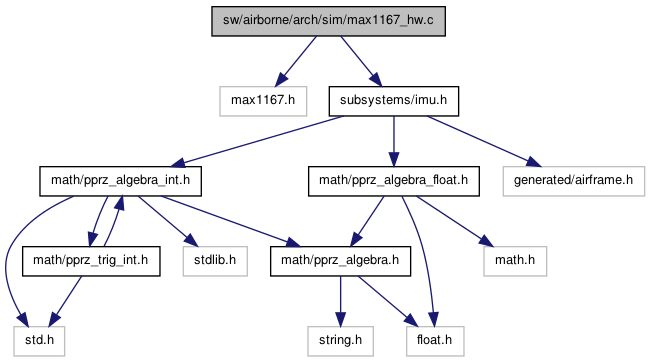 sw/airborne/arch/sim/max1167_hw.c
max1167.h
subsystems/imu.h
math/pprz_algebra_int.h
math/pprz_algebra_float.h
generated/airframe.h
math/pprz_trig_int.h
stdlib.h
math/pprz_algebra.h
math.h
std.h
string.h
float.h